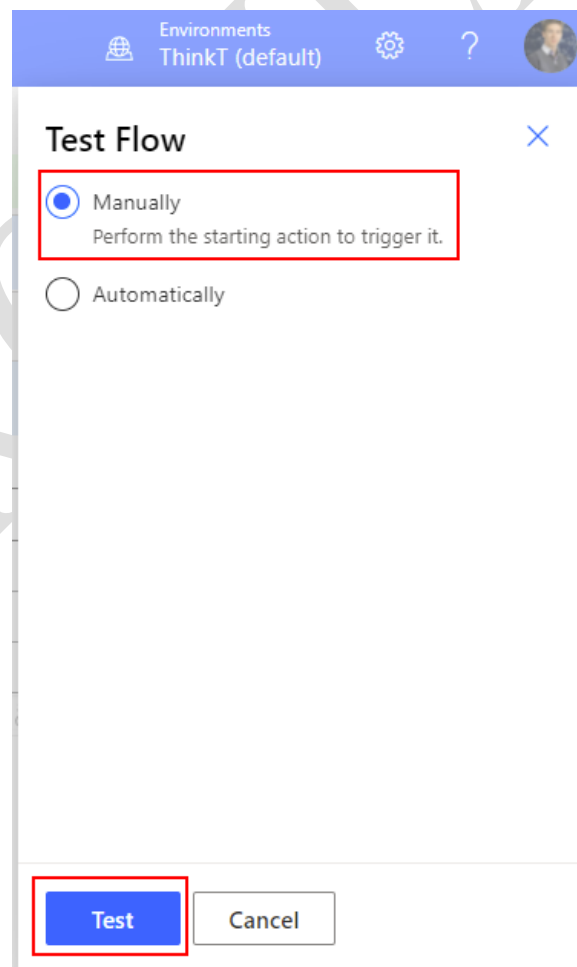 Environments
ThinkT (default)
?
Test Flow
Manually
Perform the starting action to trigger it.
Automatically
Test
Cancel